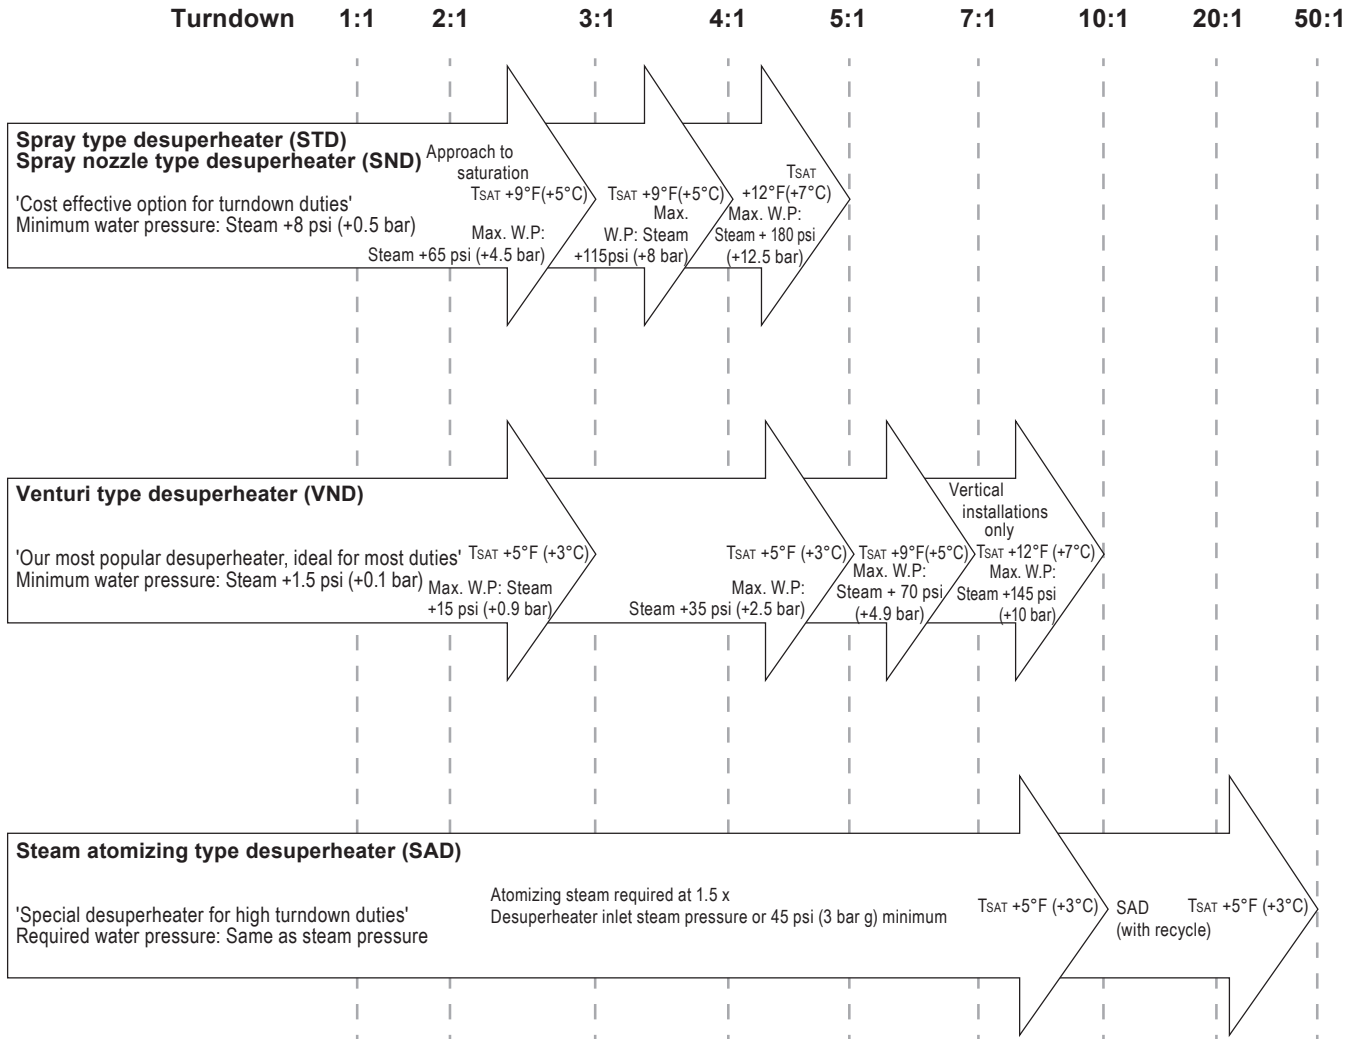 Turndown 1:1 2:1 3:1 4:1 5:1 7:1 10:1 20:1 50:1
Spray type desuperheater (STD)
Spray nozzle type desuperheater (SND)
'Cost effective option for turndown duties'
Minimum water pressure: Steam +8 psi (+0.5 bar)
Approach to
saturation
TSAT +9°F(+5°C)
Max. W.P:
Steam +65 psi (+4.5 bar)
TSAT +9°F(+5°C)
Max.
W.P: Steam
+115psi (+8 bar)
TSAT
+12°F(+7°C)
Max. W.P:
Steam + 180 psi
(+12.5 bar)
Venturi type desuperheater (VND)
'Our most popular desuperheater, ideal for most duties'
Minimum water pressure: Steam +1.5 psi (+0.1 bar)
TSAT +5°F (+3°C)
Max. W.P: Steam
+15 psi (+0.9 bar)
TSAT +5°F (+3°C)
Max. W.P:
Steam +35 psi (+2.5 bar)
TSAT +9°F(+5°C)
Max. W.P:
Steam + 70 psi
(+4.9 bar)
Vertical
installations
only
TSAT +12°F (+7°C)
Max. W.P:
Steam +145 psi
(+10 bar)
Steam atomizing type desuperheater (SAD)
'Special desuperheater for high turndown duties'
Required water pressure: Same as steam pressure
Atomizing steam required at 1.5 x
Desuperheater inlet steam pressure or 45 psi (3 bar g) minimum
TSAT +5°F (+3°C)
SAD
(with recycle)
TSAT +5°F (+3°C)